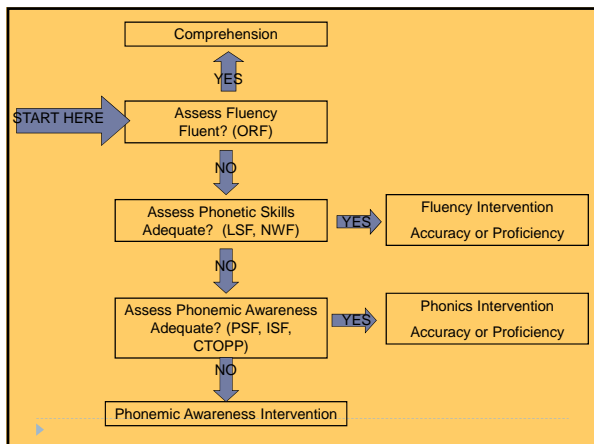 Comprehension
YES
START HERE
Assess Fluency
Fluent? (ORF)
NO
Assess Phonetic Skills
Adequate? (LSF, NWF)
YES
Fluency Intervention
Accuracy or Proficiency
NO
Assess Phonemic Awareness
Adequate? (PSF, ISF,
CTOPP)
YES
Phonics Intervention
Accuracy or Proficiency
NO
Phonemic Awareness Intervention